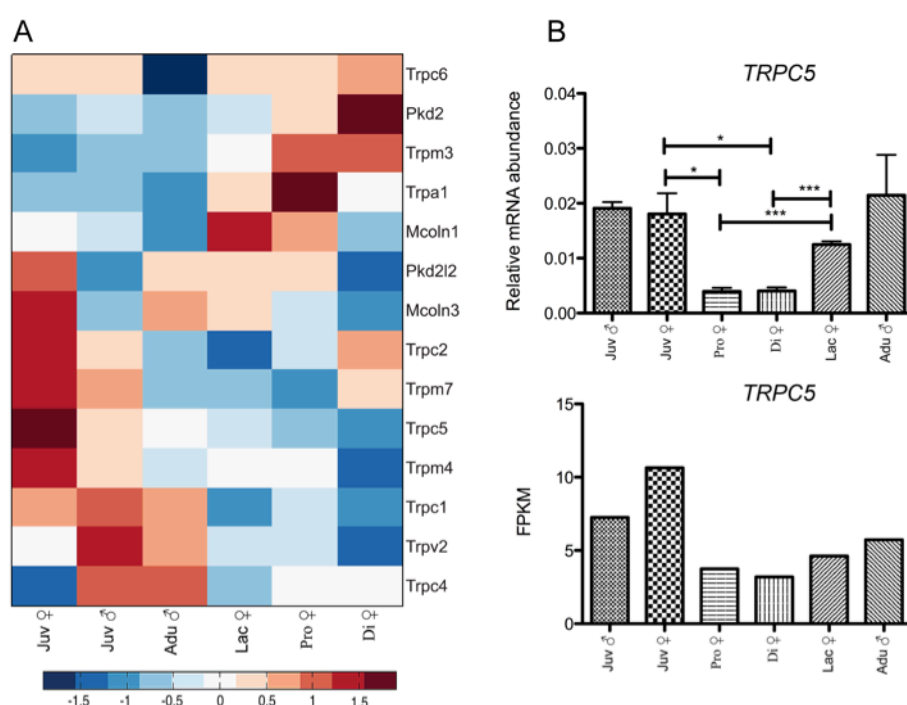 A
Trpc6
Pkd2
Trpm3
Trpa1
Mcoln1
Pkd2l2
Mcoln3
Trpc2
Trpm7
Trpc5
Trpm4
Trpc1
Trpv2
Trpc4
Juv ♀ Juv ♂ Adu ♂ Lac ♀ Pro ♀ Di ♀
-1.5 -1 -0.5 0 0.5 1 1.5
B
TRPC5
Relative mRNA abundance
0.04
0.03
0.02
0.01
0.00
*
*
***
***
Juv ♂ Juv ♀ Pro ♀ Di ♀ Lac ♀ Adu ♂
TRPC5
FPKM
15
10
5
0
Juv ♂ Juv ♀ Pro ♀ Di ♀ Lac ♀ Adu ♂